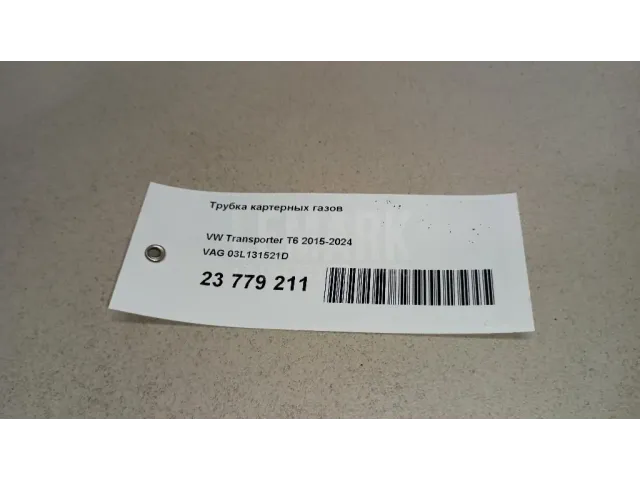 Трубка картерных газов
VW Transporter T6 2015-2024
VAG 03L131521D
23 779 211